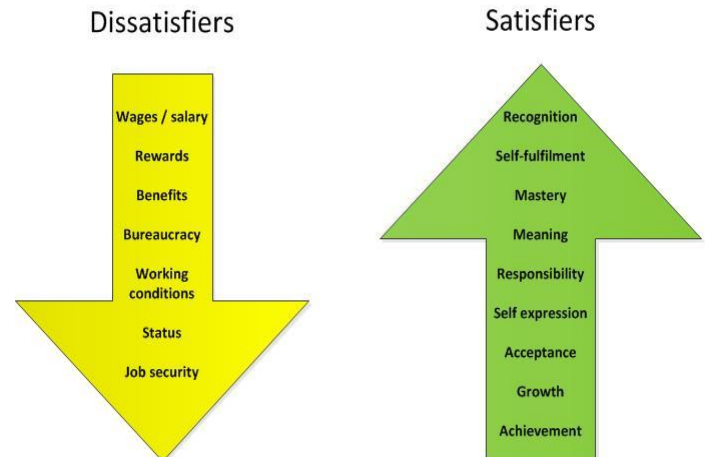 Dissatisfiers
Wages / salary
Rewards
Benefits
Bureaucracy
Working
conditions
Status
Job security
Satisfiers
Recognition
Self-fulfilment
Mastery
Meaning
Responsibility
Self expression
Acceptance
Growth
Achievement